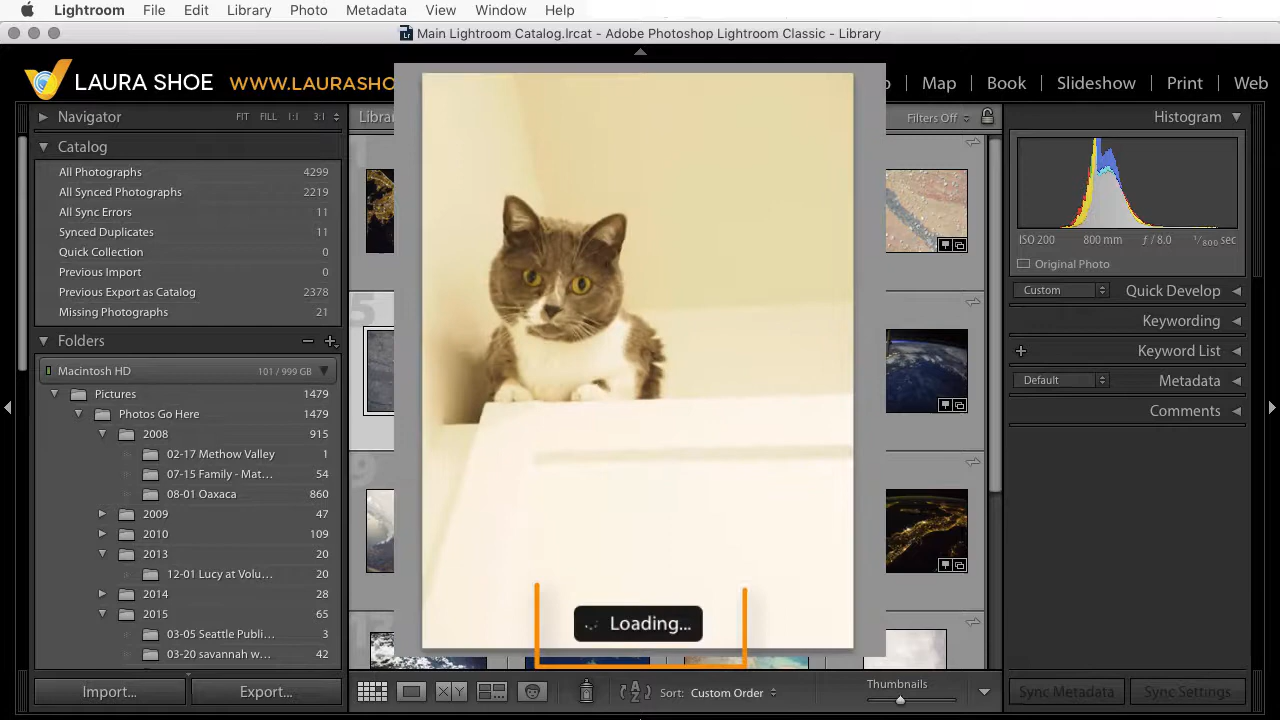 Lightroom File Edit Library Photo Metadata View Window Help
Main Lightroom Catalog.lrcat - Adobe Photoshop Lightroom Classic - Library
LAURA SHOE WWW.LAURASHO
Map Book Slideshow Print Web
Navigator FIT FILL 1:1 3:1
Filters Off
Histogram
Catalog
All Photographs 4299
All Synced Photographs 2219
All Sync Errors 11
Synced Duplicates 11
Quick Collection 0
Previous Import 0
Previous Export as Catalog 2378
Missing Photographs 21
ISO 200 800 mm ƒ / 8.0 1/800 sec
Original Photo
Custom Quick Develop
Keywording
Keyword List
Default Metadata
Comments
Folders
Macintosh HD 101 / 999 GB
Pictures 1479
Photos Go Here 1479
2008 915
02-17 Methow Valley 1
07-15 Family - Mat... 54
08-01 Oaxaca 860
2009 47
2010 109
2013 20
12-01 Lucy at Volu... 20
2014 28
2015 65
03-05 Seattle Publi... 3
03-20 savannah w... 42
Loading...
Import... Export...
XY
AZ
Sort: Custom Order
Thumbnails
Sync Metadata Sync Settings